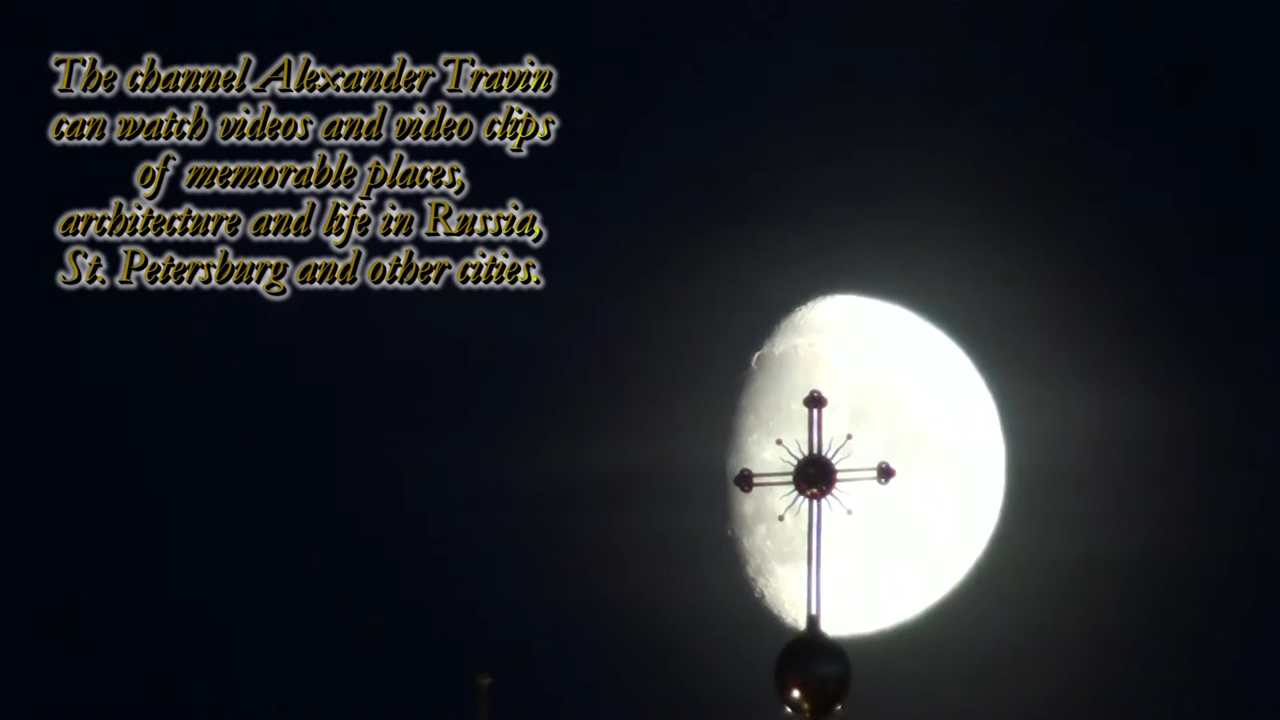 The channel Alexander Travin
can watch videos and video clips
of memorable places,
architecture and life in Russia,
St. Petersburg and other cities.